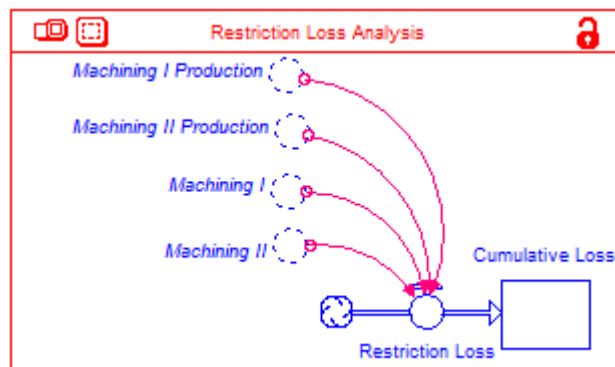 Restriction Loss Analysis
Machining I Production
Machining II Production
Machining I
Machining II
Cumulative Loss
Restriction Loss